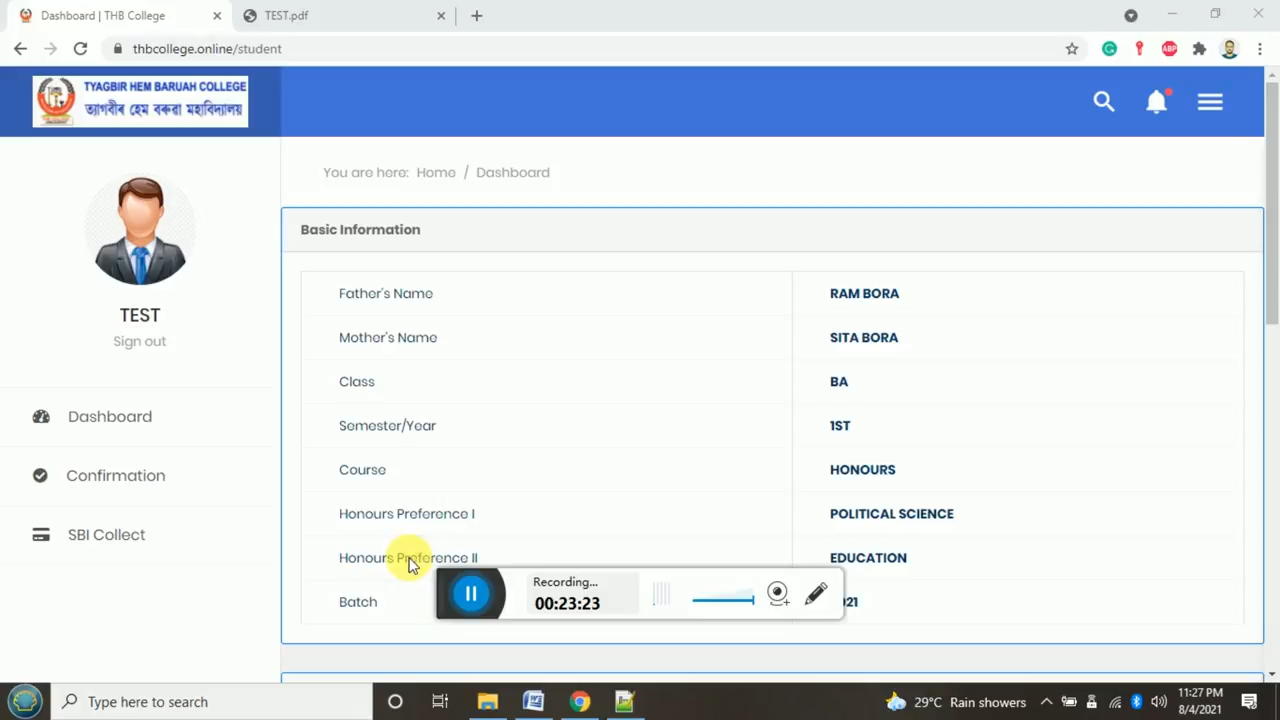 Dashboard | THB College
TEST.pdf
thbcollege.online/student
ABP
TYAGBIR HEM BARUAH COLLEGE
ত্যাগবীৰ হেম বৰুৱা মহাবিদ্যালয়
You are here: Home / Dashboard
Basic Information
Father's Name RAM BORA
Mother's Name SITA BORA
Class BA
Semester/Year 1ST
Course HONOURS
Honours Preference I POLITICAL SCIENCE
Honours Preference II EDUCATION
Batch 021
TEST
Sign out
Dashboard
Confirmation
SBI Collect
Recording...
00:23:23
Type here to search
29°C Rain showers
11:27 PM
8/4/2021